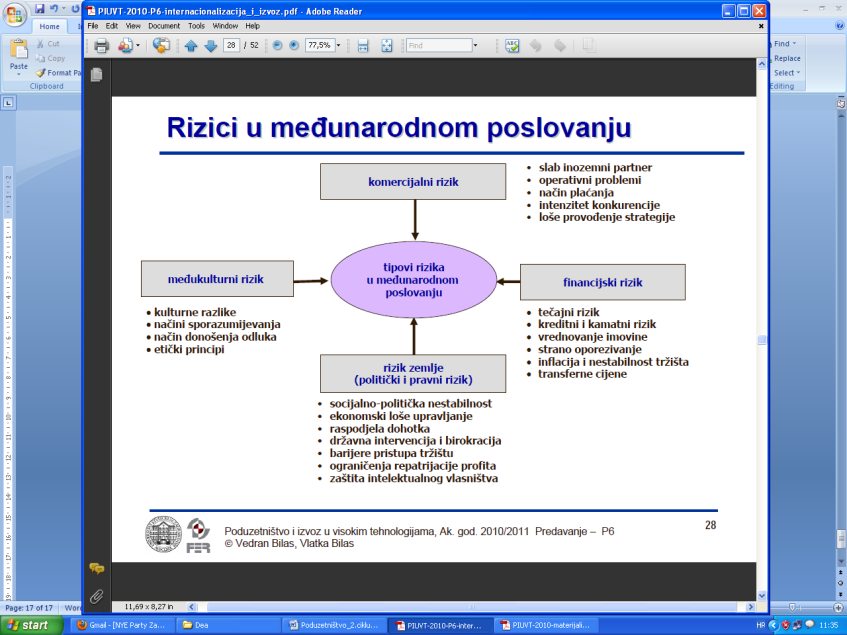 PIUVT-2010-P6-internacionalizacija_i_izvoz.pdf - Adobe Reader
File Edit View Document Tools Window Help
28 / 52 77,5% Find
Home
Cut
Copy
Format Pa
Paste
Clipboard
Find
Replace
Select
Editing
Rizici u međunarodnom poslovanju
komercijalni rizik
• slab inozemni partner
• operativni problemi
• način plaćanja
• intenzitet konkurencije
• loše provođenje strategije
tipovi rizika
u međunarodnom
poslovanju
međukulturni rizik
• kulturne razlike
• načini sporazumijevanja
• način donošenja odluka
• etički principi
financijski rizik
• tečajni rizik
• kreditni i kamatni rizik
• vrednovanje imovine
• strano oporezivanje
• inflacija i nestabilnost tržišta
• transferne cijene
rizik zemlje
(politički i pravni rizik)
• socijalno-politička nestabilnost
• ekonomski loše upravljanje
• raspodjela dohotka
• državna intervencija i birokracija
• barijere pristupa tržištu
• ograničenja repatrijacije profita
• zaštita intelektualnog vlasništva
FER
Poduzetništvo i izvoz u visokim tehnologijama, Ak. god. 2010/2011 Predavanje – P6
© Vedran Bilas, Vlatka Bilas
28
11,69 x 8,27 in
Page: 17 of 17 Wor
start
Gmail - [NYE Party Za...
Dea
Poduzetništvo_2.ciklu...
PIUVT-2010-P6-inter...
PIUVT-2010-materijali...
HR
11:35